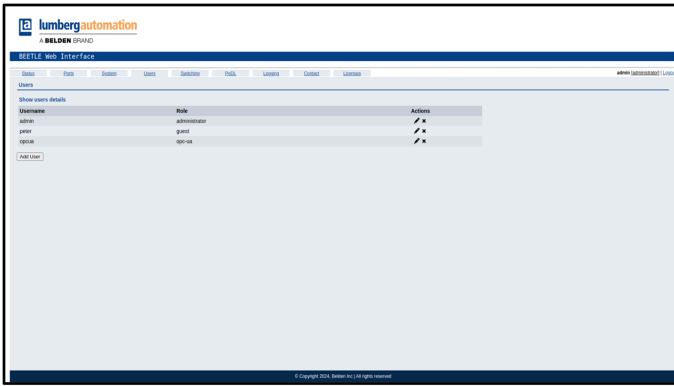 lumbergautomation
A BELDEN BRAND
BEETLE Web Interface
Status Ports System Users Switching PoDL Logging Contact Licenses admin [administrator] | Logou
Users
Show users details
Username Role Actions
admin administrator
peter guest
opcua opc-ua
Add User
© Copyright 2024, Belden Inc | All rights reserved